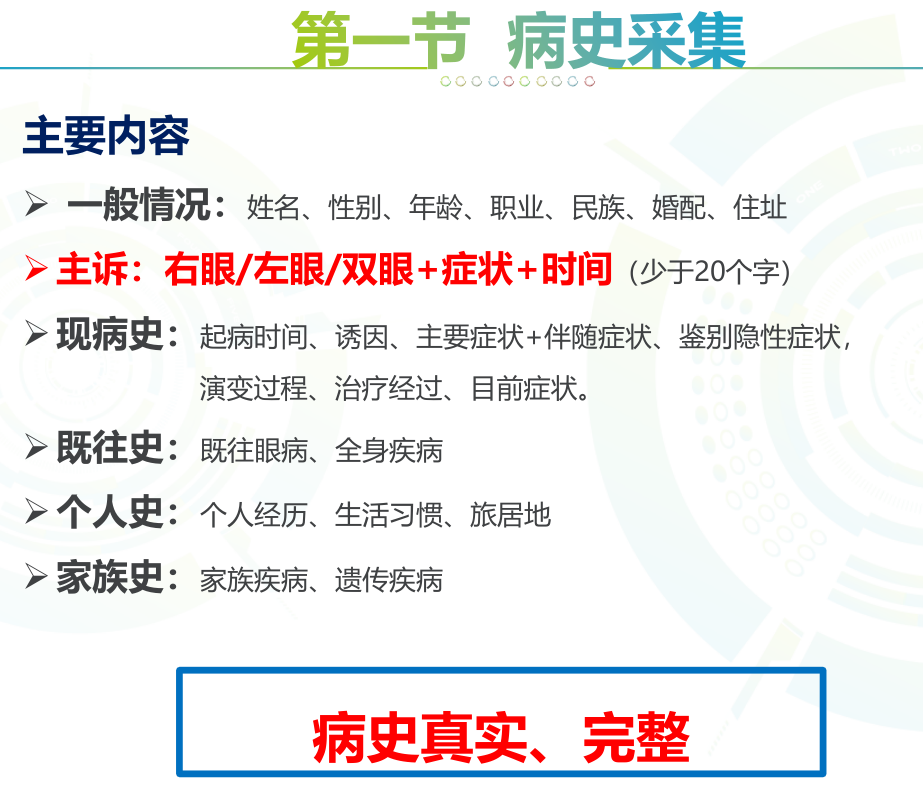 第一节 病史采集
主要内容
➢ 一般情况：姓名、性别、年龄、职业、民族、婚配、住址
➢ 主诉：右眼/左眼/双眼+症状+时间（少于20个字）
➢ 现病史：起病时间、诱因、主要症状+伴随症状、鉴别隐性症状，
演变过程、治疗经过、目前症状。
➢ 既往史：既往眼病、全身疾病
➢ 个人史：个人经历、生活习惯、旅居地
➢ 家族史：家族疾病、遗传疾病
病史真实、完整